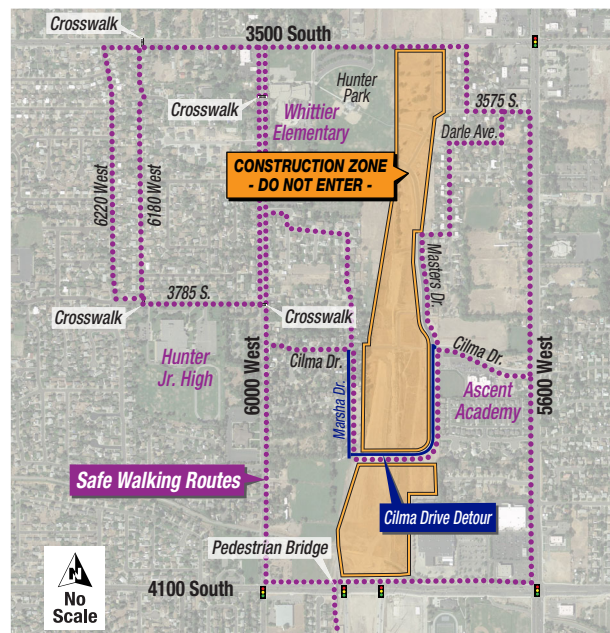 Crosswalk
3500 South
Hunter
Park
Crosswalk
Whittier
Elementary
3575 S.
Darle Ave.
CONSTRUCTION ZONE
- DO NOT ENTER -
6220 West
6180 West
Masters Dr.
3785 S.
Crosswalk
Crosswalk
Hunter
Jr. High
6000 West
Cilma Dr.
Marsha Dr.
Cilma Dr.
5600 West
Ascent
Academy
Safe Walking Routes
Cilma Drive Detour
Pedestrian Bridge
N
No
Scale
4100 South